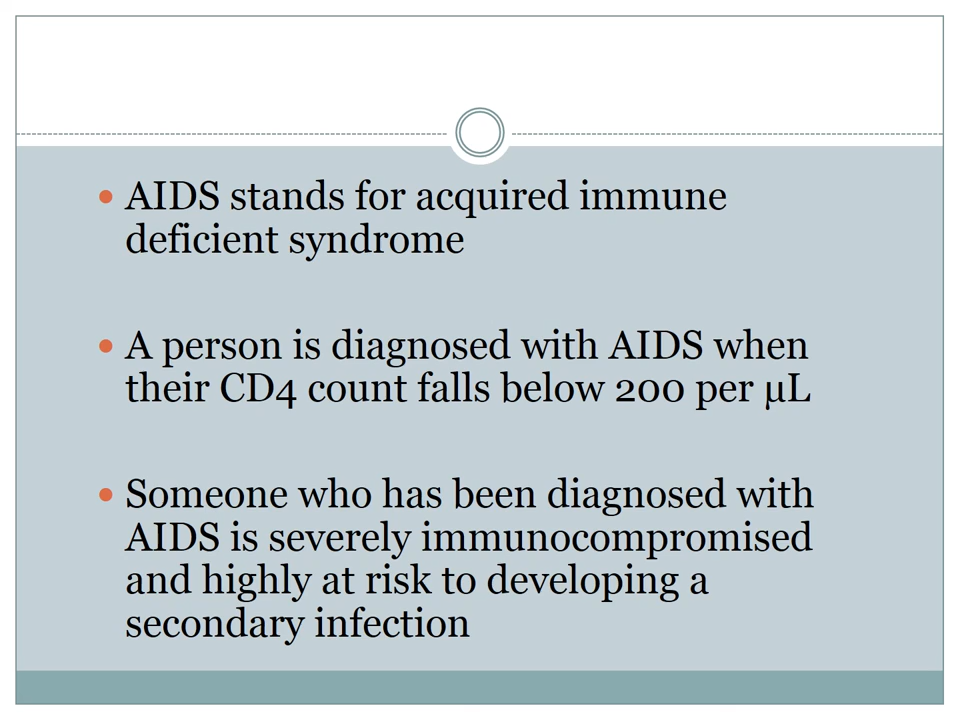 AIDS stands for acquired immune
deficient syndrome
A person is diagnosed with AIDS when
their CD4 count falls below 200 per µL
Someone who has been diagnosed with
AIDS is severely immunocompromised
and highly at risk to developing a
secondary infection